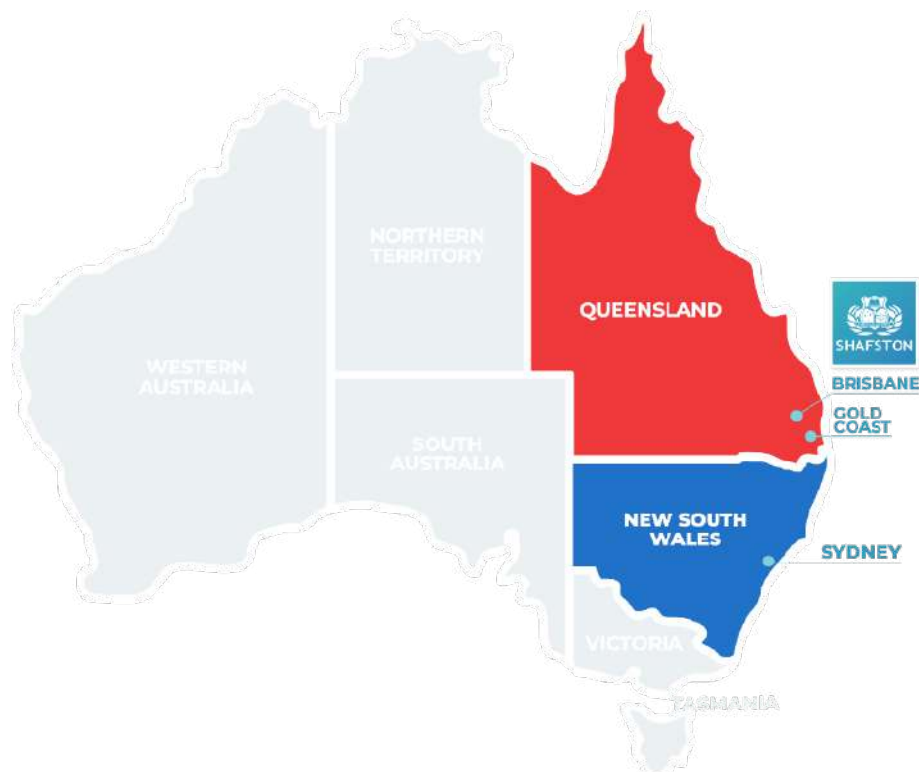 NORTHERN
TERRITORY
QUEENSLAND
SHAFSTON
WESTERN
AUSTRALIA
BRISBANE
GOLD
COAST
SOUTH
AUSTRALIA
NEW SOUTH
WALES
SYDNEY
VICTORIA
TASMANIA